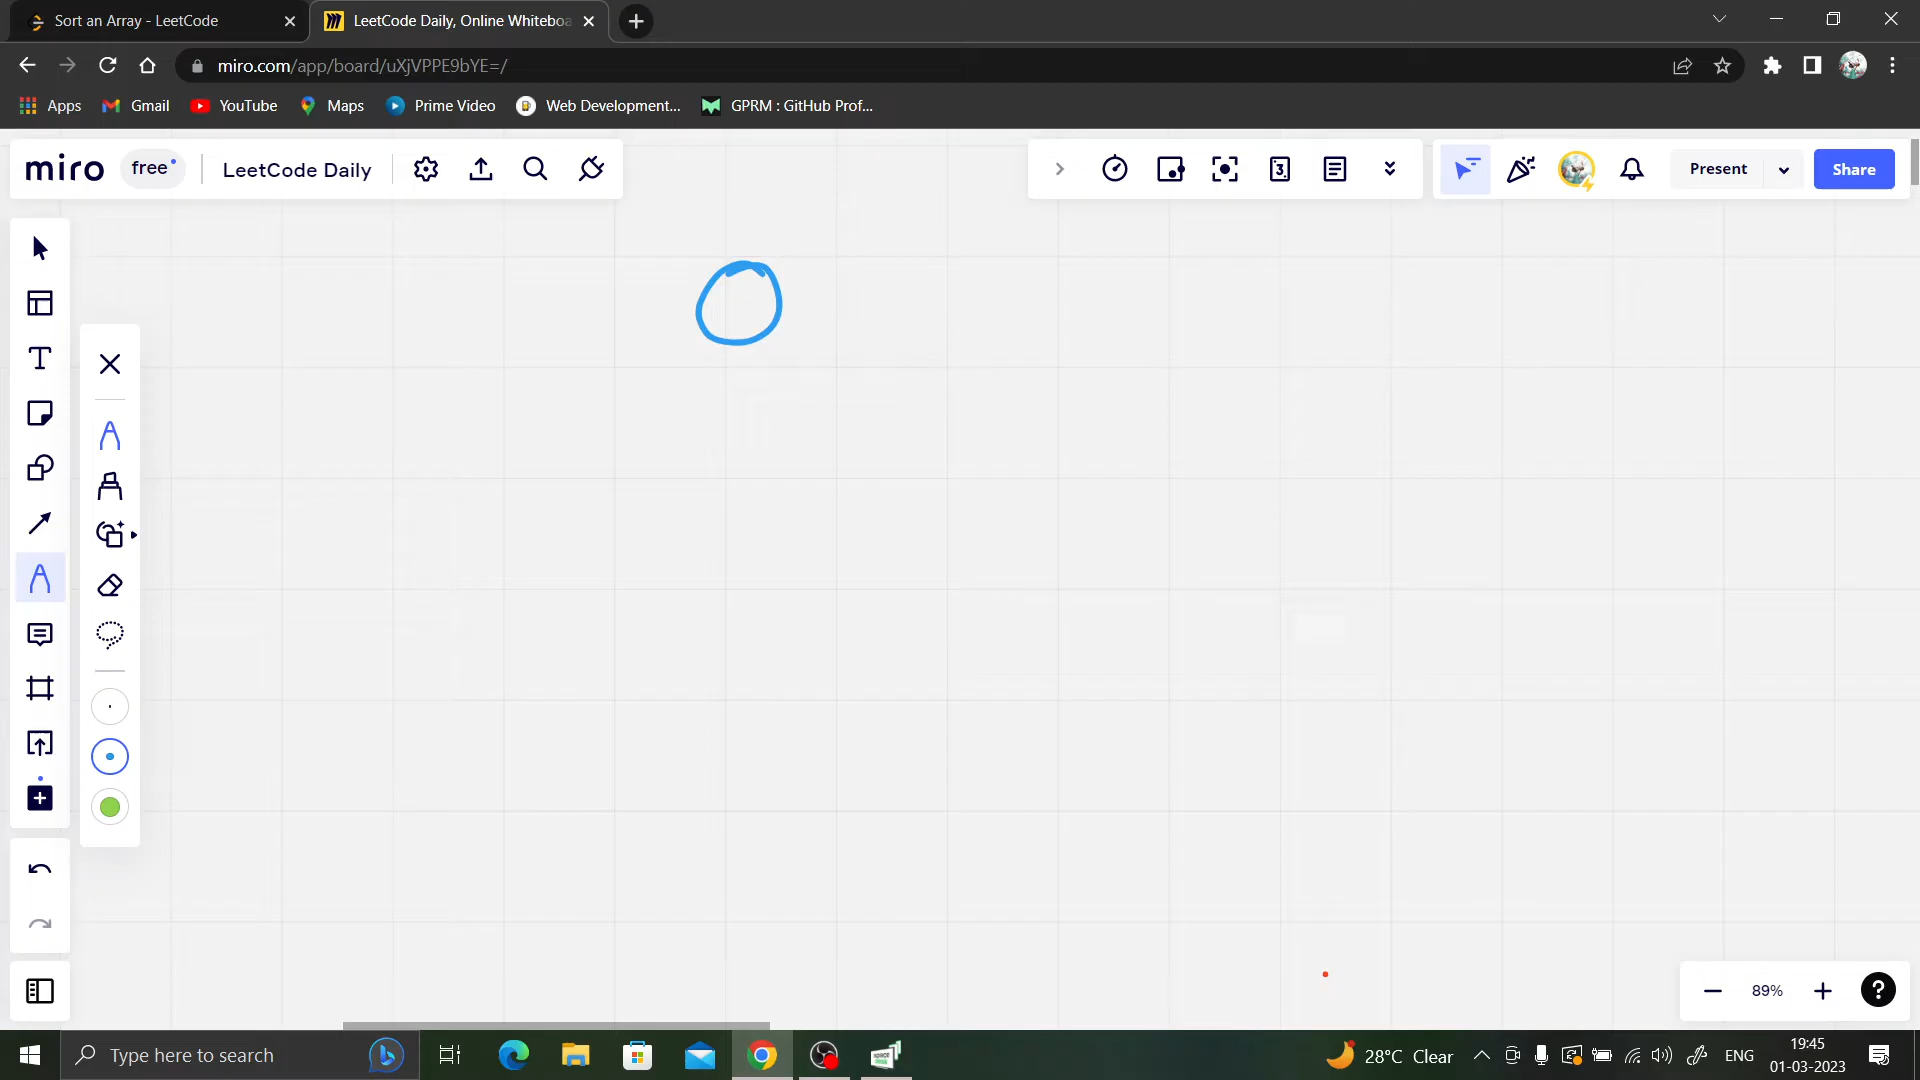 Sort an Array - LeetCode
LeetCode Daily, Online Whiteboa
miro.com/app/board/uXjVPPE9bYE=/
Apps
Gmail
YouTube
Maps
Prime Video
Web Development...
GPRM : GitHub Prof...
miro
free
LeetCode Daily
3
Present
Share
T
89%
?
Type here to search
28°C Clear
ENG
19:45
01-03-2023